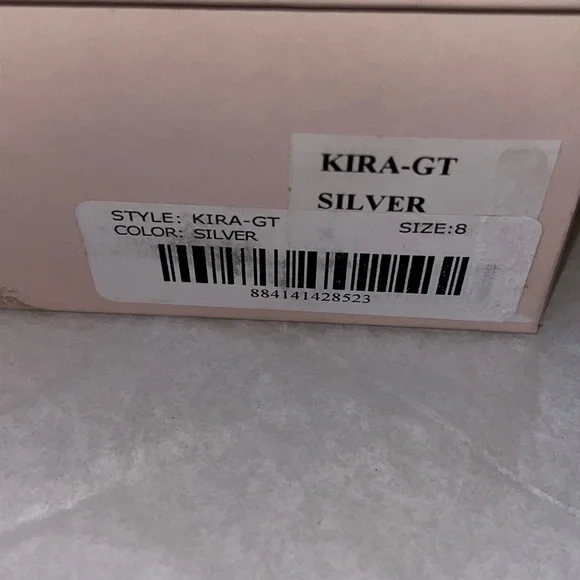 KIRA-GT
SILVER
STYLE: KIRA-GT SIZE:8
COLOR: SILVER
884141428523